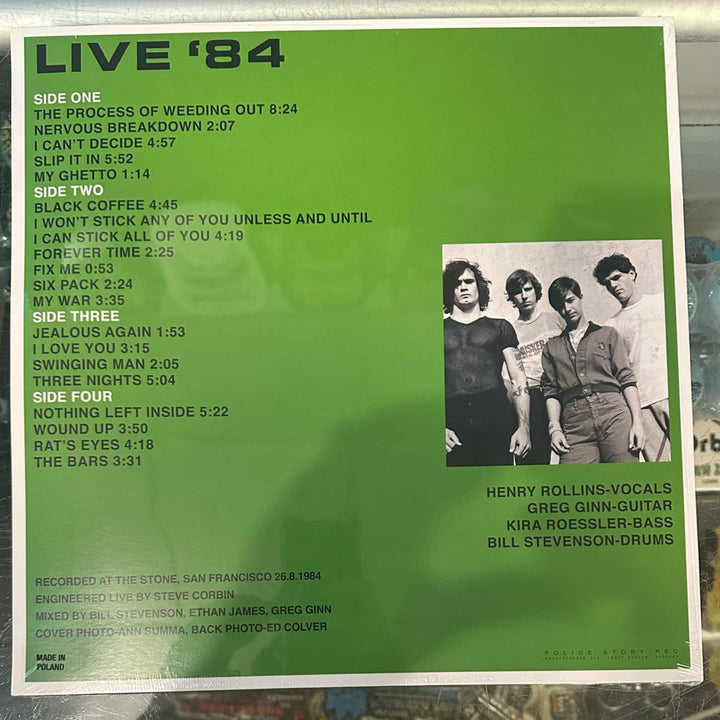 LIVE ‘84
SIDE ONE
THE PROCESS OF WEEDING OUT 8:24
NERVOUS BREAKDOWN 2:07
I CAN'T DECIDE 4:57
SLIP IT IN 5:52
MY GHETTO 1:14
SIDE TWO
BLACK COFFEE 4:45
I WON'T STICK ANY OF YOU UNLESS AND UNTIL
I CAN STICK ALL OF YOU 4:19
FOREVER TIME 2:25
FIX ME 0:53
SIX PACK 2:24
MY WAR 3:35
SIDE THREE
JEALOUS AGAIN 1:53
I LOVE YOU 3:15
SWINGING MAN 2:05
THREE NIGHTS 5:04
SIDE FOUR
NOTHING LEFT INSIDE 5:22
WOUND UP 3:50
RAT'S EYES 4:18
THE BARS 3:31
HENRY ROLLINS-VOCALS
GREG GINN-GUITAR
KIRA ROESSLER-BASS
BILL STEVENSON-DRUMS
RECORDED AT THE STONE, SAN FRANCISCO 26.8.1984
ENGINEERED LIVE BY STEVE CORBIN
MIXED BY BILL STEVENSON, ETHAN JAMES, GREG GINN
COVER PHOTO-ANN SUMMA, BACK PHOTO-ED COLVER
MADE IN
POLAND
POLICE STORY REC